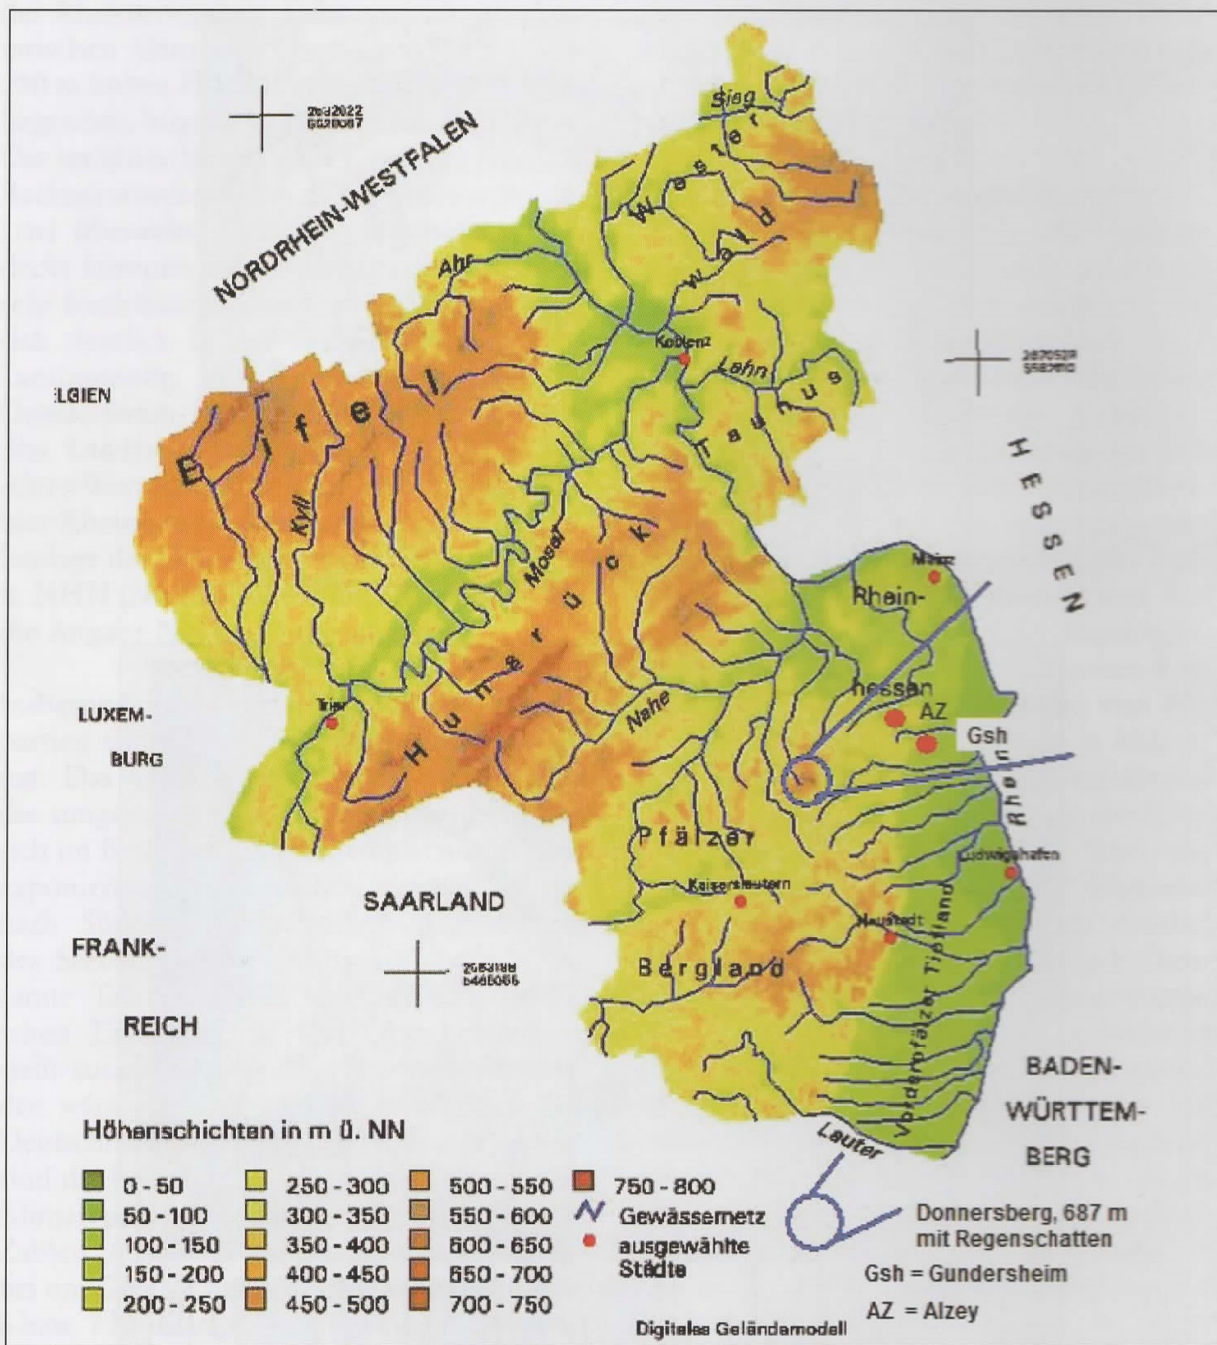 Sieg
Wester
wald
NORDRHEIN-WESTFALEN
Ahr
Koblenz
Lahn
Taunus
ELGIEN
Eifel
Kyll
HESSEN
Mosel
Hunsrück
Mainz
Rhein-
hessen
AZ
Gsh
Trier
Nahe
LUXEM-
BURG
Rhein
Pfälzer
Ludwigshafen
Kaiserslautern
SAARLAND
Neustadt
FRANK-
Bergland
Vorderpfälzer Tiefland
REICH
BADEN-
WÜRTTEM-
BERG
Lauter
Höhenschichten in m ü. NN
0 - 50
50 - 100
100 - 150
150 - 200
200 - 250
250 - 300
300 - 350
350 - 400
400 - 450
450 - 500
500 - 550
550 - 600
600 - 650
650 - 700
700 - 750
750 - 800
Gewässernetz
ausgewählte
Städte
Donnersberg, 687 m
mit Regenschatten
Gsh = Gundersheim
AZ = Alzey
Digitales Geländemodell